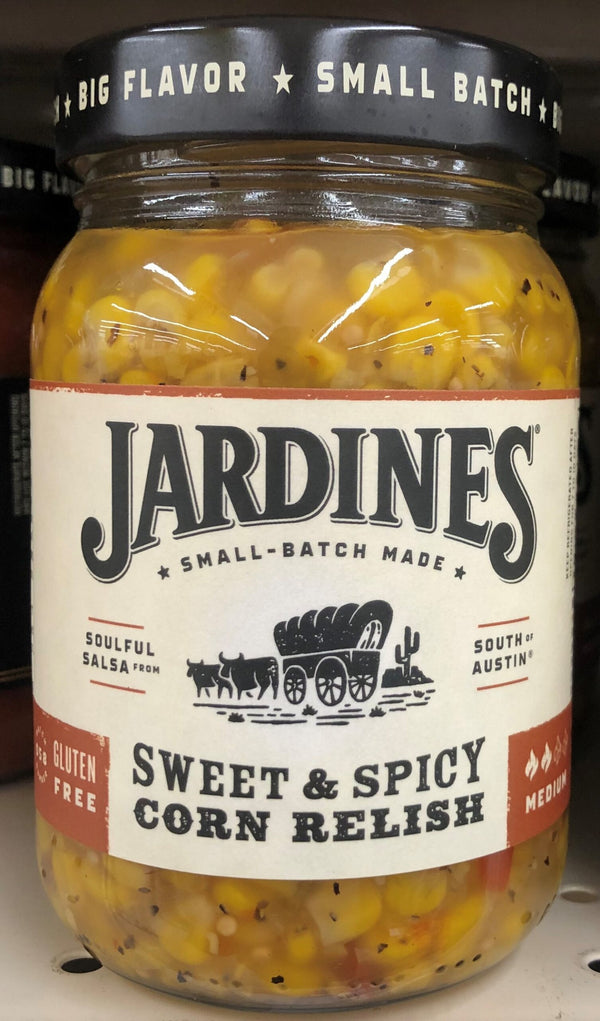 BIG FLAVOR ★ SMALL BATCH ★
BIG
JARDINES®
★ SMALL-BATCH MADE ★
SOULFUL
SALSA FROM
SOUTH OF
AUSTIN®
GLUTEN
FREE
SWEET & SPICY
CORN RELISH
MEDIUM